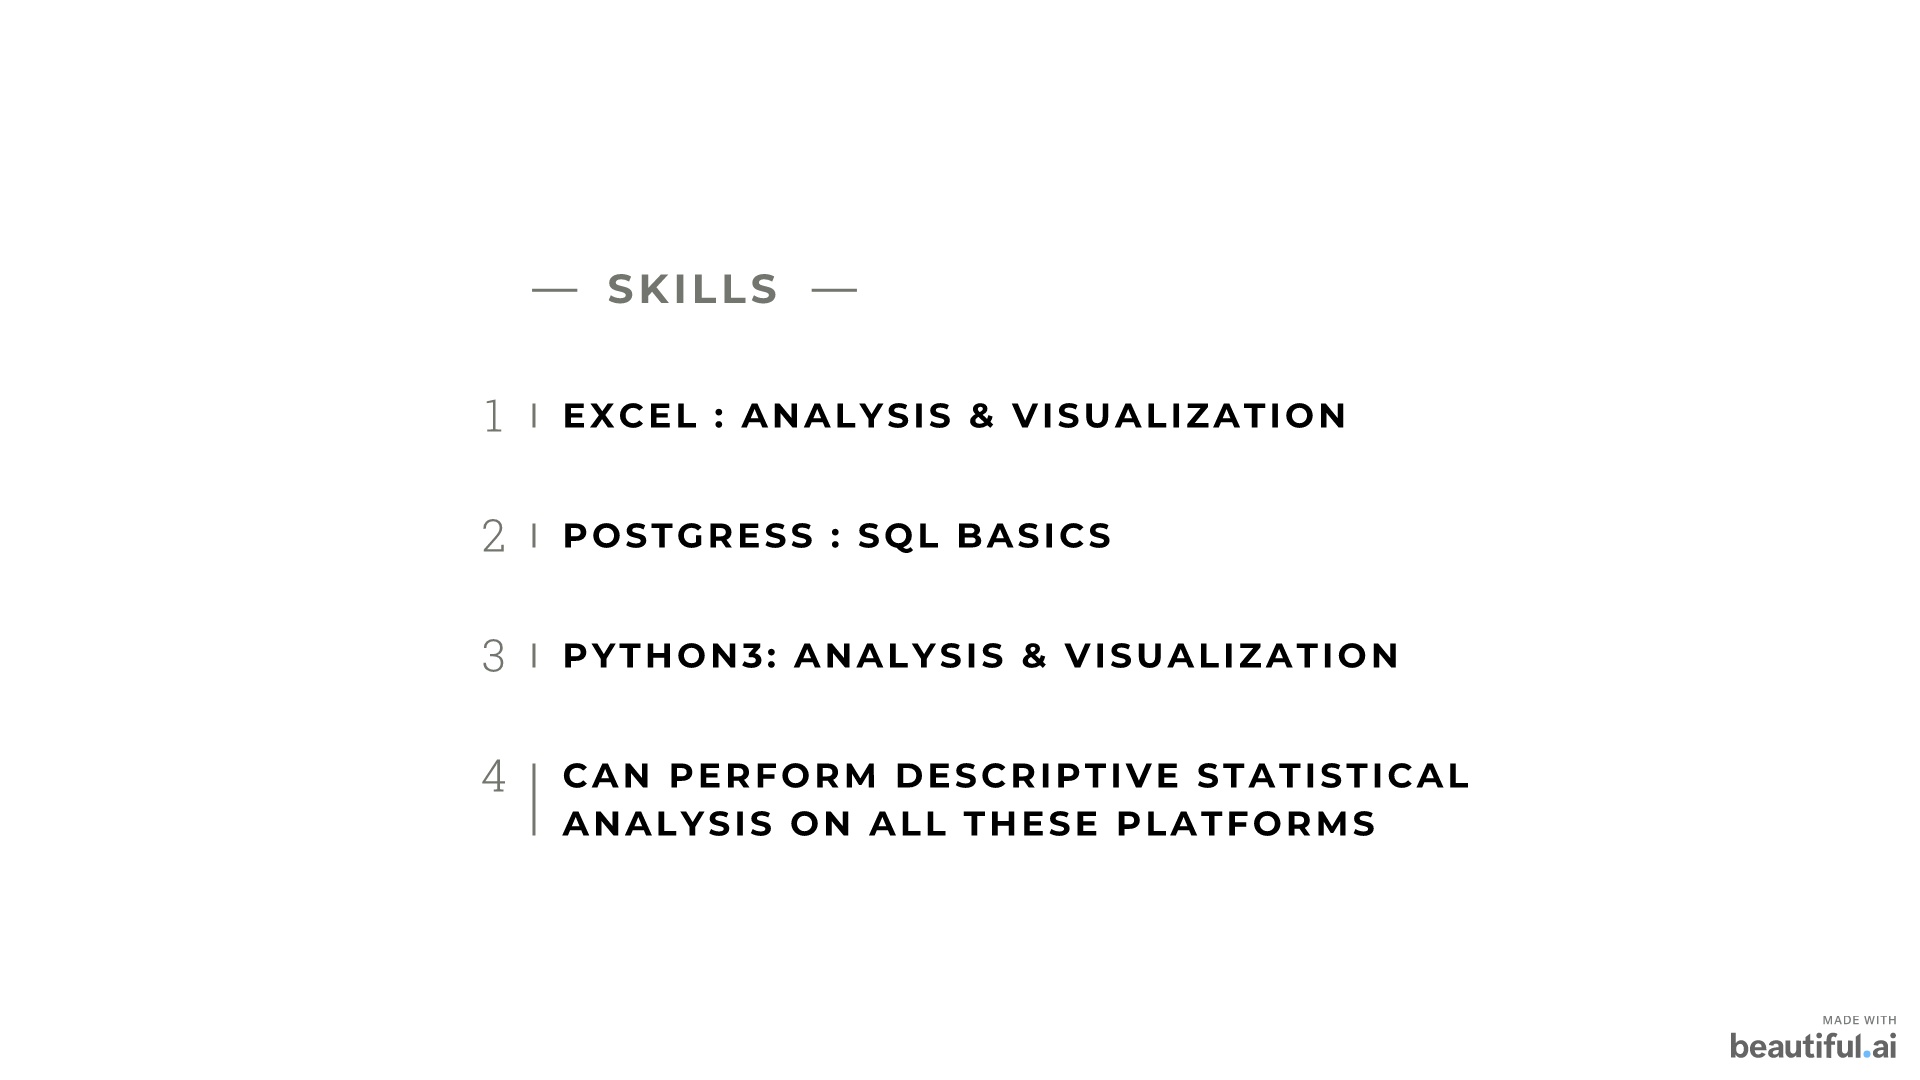 — SKILLS —
1 | EXCEL : ANALYSIS & VISUALIZATION
2 | POSTGRESS : SQL BASICS
3 | PYTHON3: ANALYSIS & VISUALIZATION
4 | CAN PERFORM DESCRIPTIVE STATISTICAL
ANALYSIS ON ALL THESE PLATFORMS
MADE WITH
beautiful.ai